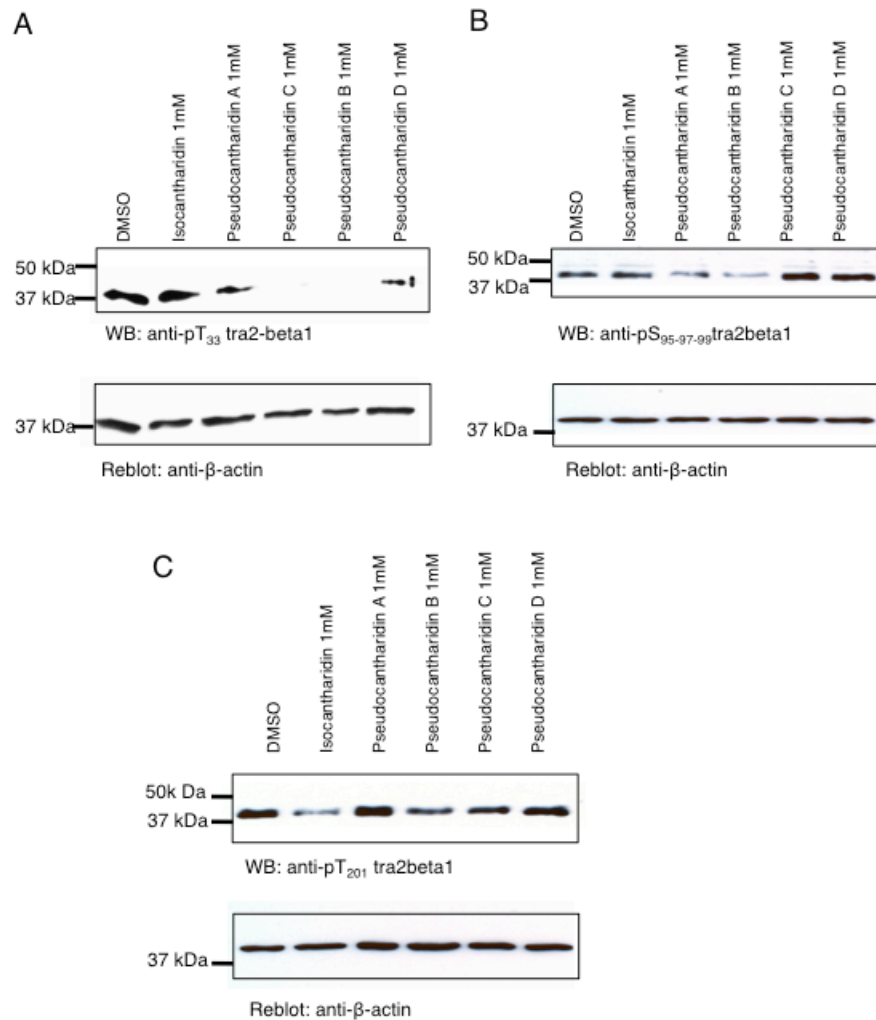 A
DMSO
Isocantharidin 1mM
Pseudocantharidin A 1mM
Pseudocantharidin C 1mM
Pseudocantharidin B 1mM
Pseudocantharidin D 1mM
50 kDa
37 kDa
WB: anti-pT33 tra2-beta1
37 kDa
Reblot: anti-β-actin
B
DMSO
Isocantharidin 1mM
Pseudocantharidin A 1mM
Pseudocantharidin B 1mM
Pseudocantharidin C 1mM
Pseudocantharidin D 1mM
50 kDa
37 kDa
WB: anti-pS95-97-99tra2beta1
37 kDa
Reblot: anti-β-actin
C
DMSO
Isocantharidin 1mM
Pseudocantharidin A 1mM
Pseudocantharidin B 1mM
Pseudocantharidin C 1mM
Pseudocantharidin D 1mM
50k Da
37 kDa
WB: anti-pT201 tra2beta1
37 kDa
Reblot: anti-β-actin